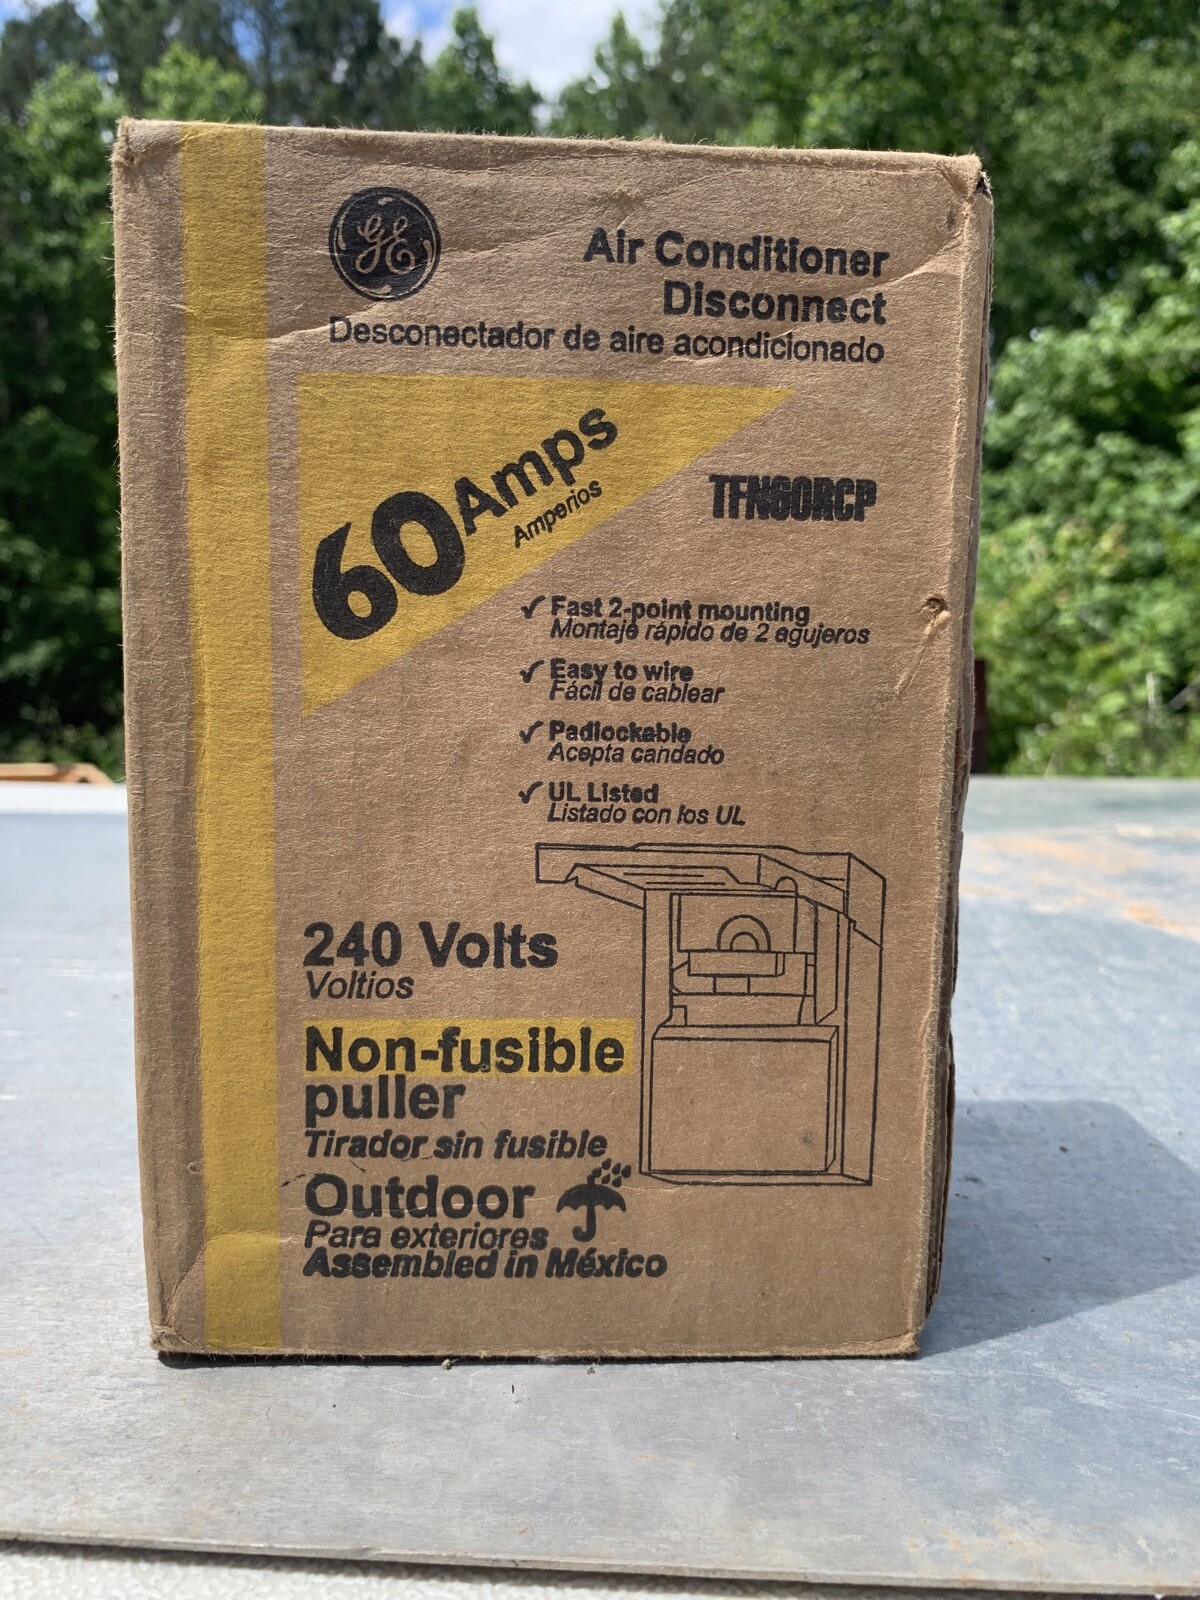 GE
Air Conditioner
Disconnect
Desconectador de aire acondicionado
60 Amps
Amperios
TFN60RCP
✓ Fast 2-point mounting
Montaje rápido de 2 agujeros
✓ Easy to wire
Fácil de cablear
✓ Padlockable
Acepta candado
✓ UL Listed
Listado con los UL
240 Volts
Voltios
Non-fusible
puller
Tirador sin fusible
Outdoor
Para exteriores
Assembled in México